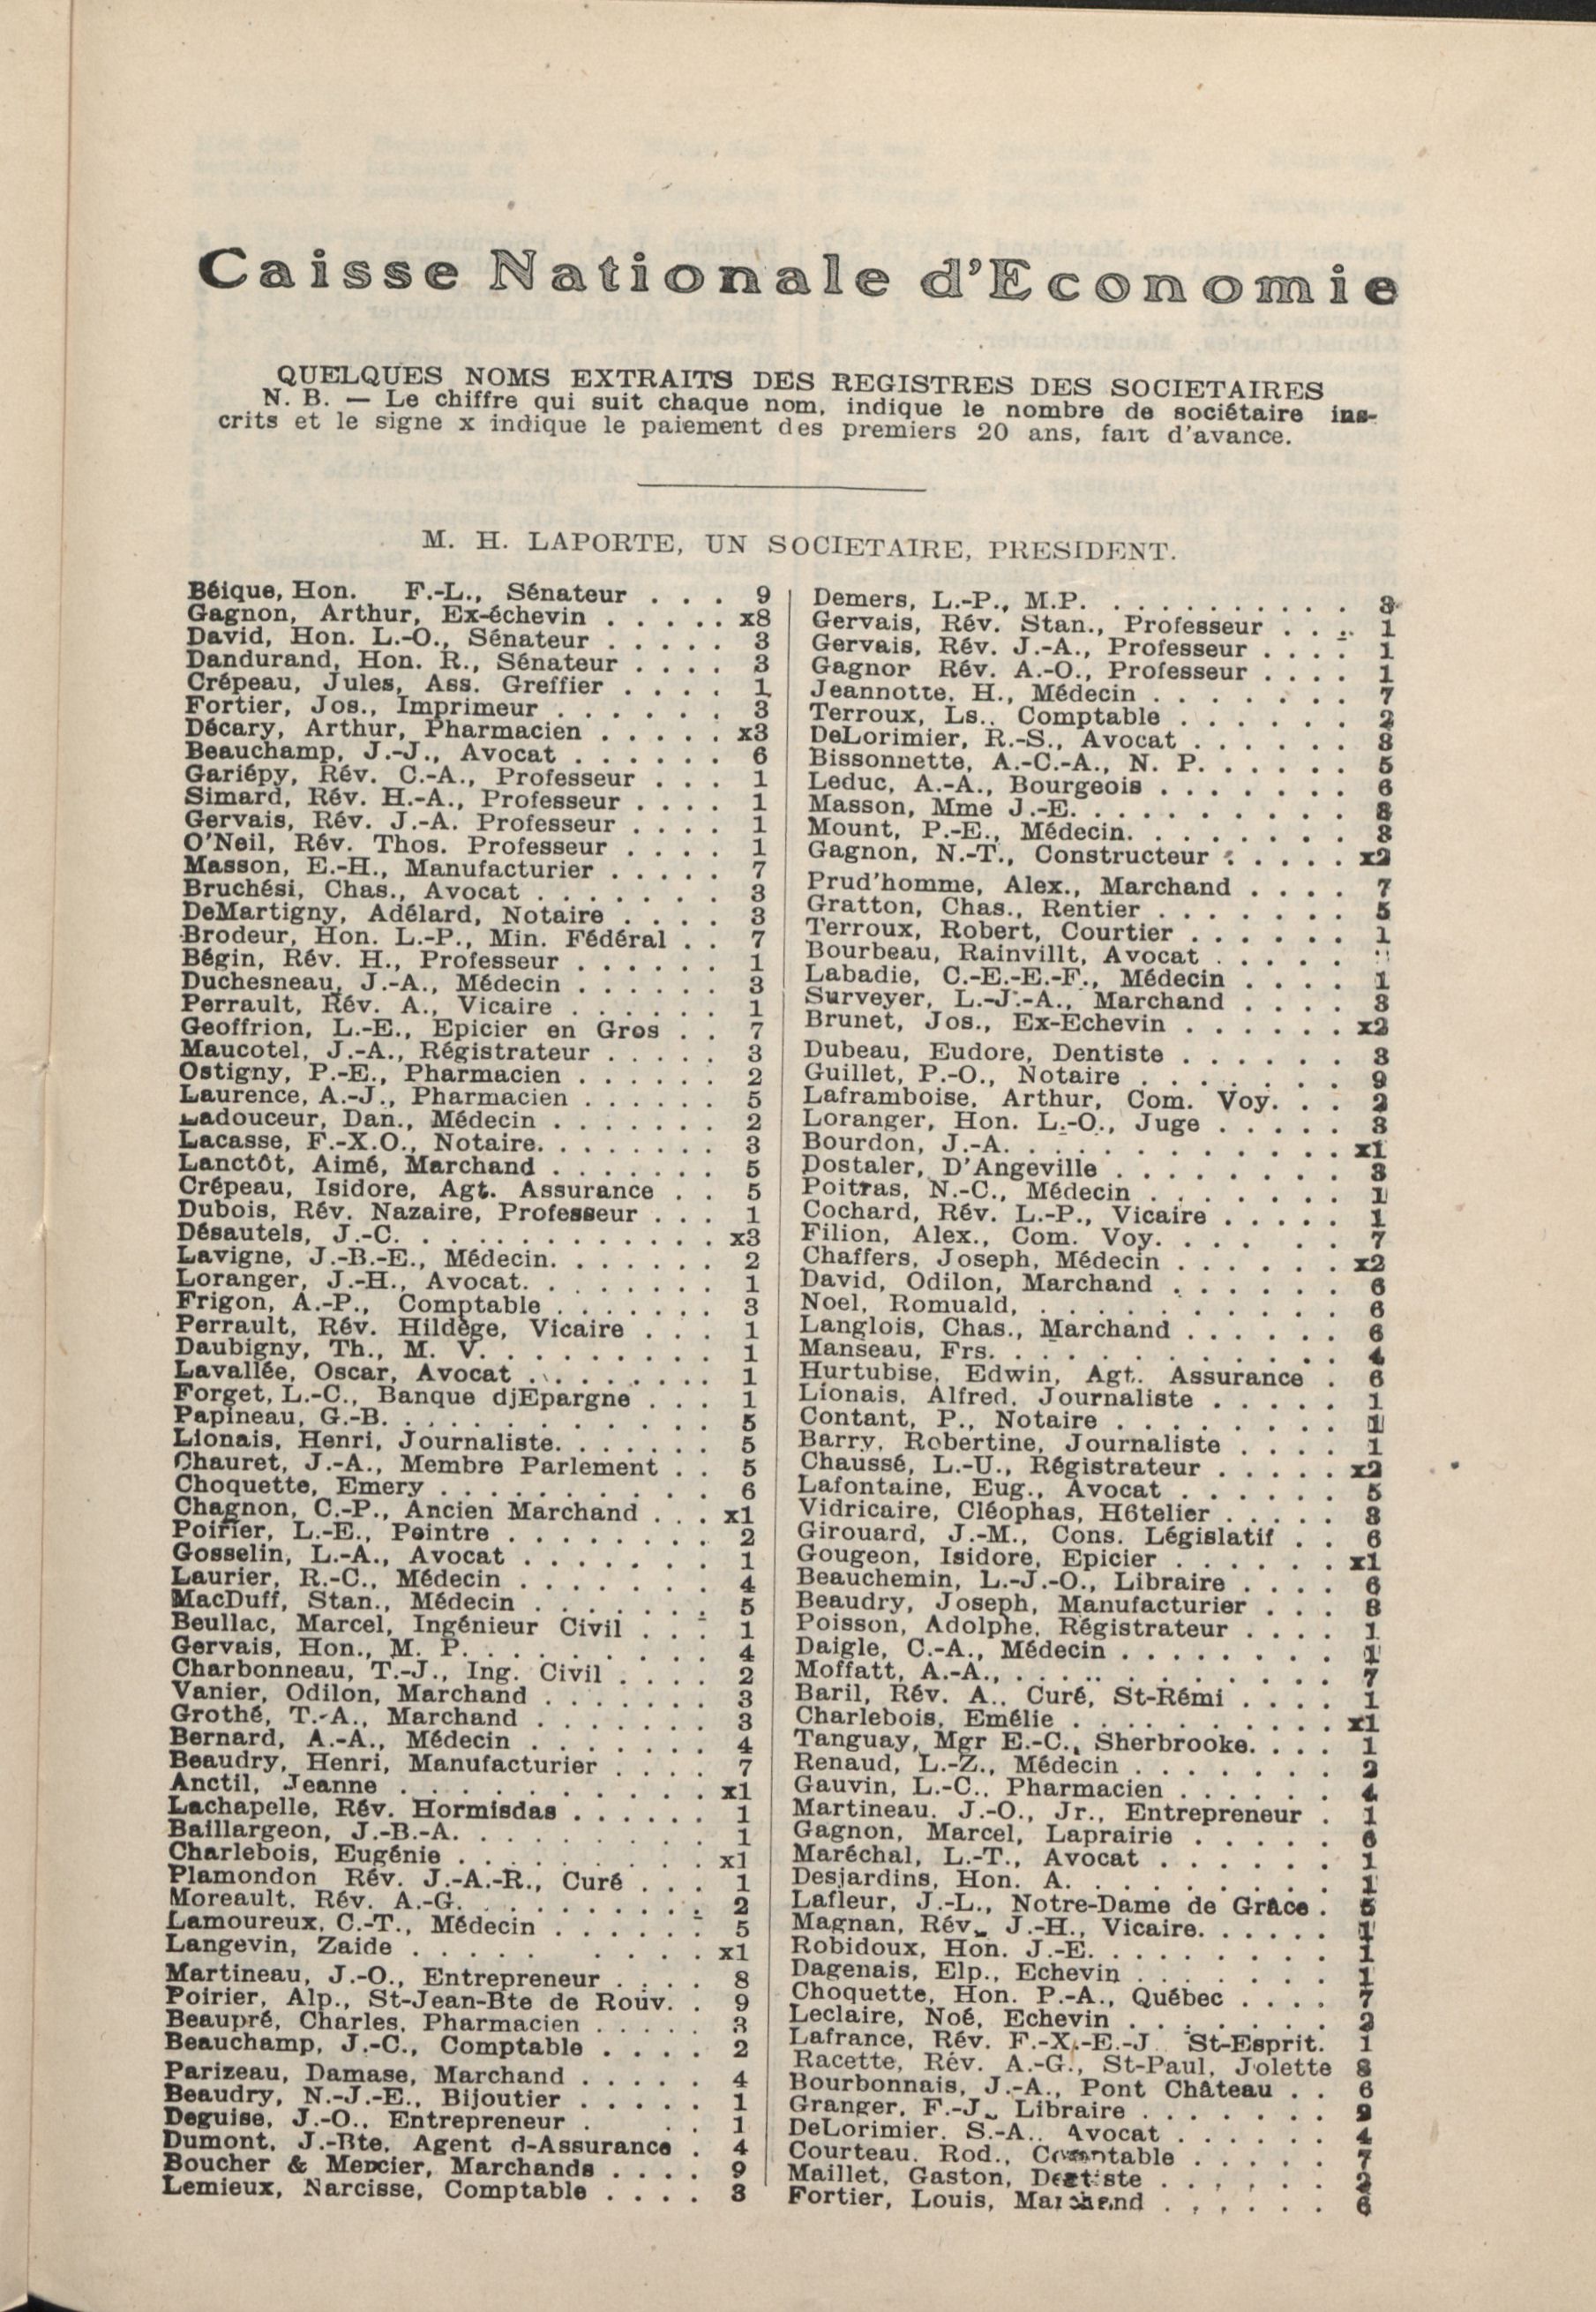 Caisse Nationale d'Economie
QUELQUES NOMS EXTRAITS DES REGISTRES DES SOCIETAIRES
N. B. — Le chiffre qui suit chaque nom, indique le nombre de sociétaire ins-
crits et le signe x indique le paiement des premiers 20 ans, fait d'avance.
M. H. LAPORTE, UN SOCIETAIRE, PRESIDENT.
Béique, Hon. F.-L., Sénateur . . . 9
Gagnon, Arthur, Ex-échevin . . . . . x8
David, Hon. L.-O., Sénateur . . . . . 3
Dandurand, Hon. R., Sénateur . . . . 3
Crépeau, Jules, Ass. Greffier . . . . 1
Fortier, Jos., Imprimeur . . . . . . 3
Décary, Arthur, Pharmacien . . . . . x3
Beauchamp, J.-J., Avocat . . . . . . 6
Gariépy, Rév. C.-A., Professeur . . . 1
Simard, Rév. H.-A., Professeur . . . . 1
Gervais, Rév. J.-A. Professeur . . . . 1
O'Neil, Rév. Thos. Professeur . . . . 1
Masson, E.-H., Manufacturier . . . . . 7
Bruchési, Chas., Avocat . . . . . . . 3
DeMartigny, Adélard, Notaire . . . . 3
Brodeur, Hon. L.-P., Min. Fédéral . . 7
Bégin, Rév. H., Professeur . . . . . . 1
Duchesneau, J.-A., Médecin . . . . . . 3
Perrault, Rév. A., Vicaire . . . . . . 1
Geoffrion, L.-E., Epicier en Gros . . 7
Maucotel, J.-A., Régistrateur . . . . . 3
Ostigny, P.-E., Pharmacien . . . . . . 2
Laurence, A.-J., Pharmacien . . . . . . 5
Ladouceur, Dan., Médecin . . . . . . . 2
Lacasse, F.-X.O., Notaire. . . . . . . . 3
Lanctôt, Aimé, Marchand . . . . . . . 5
Crépeau, Isidore, Agt. Assurance . . 5
Dubois, Rév. Nazaire, Professeur . . . 1
Désautels, J.-C. . . . . . . . . . . . . x3
Lavigne, J.-B.-E., Médecin. . . . . . . 2
Loranger, J.-H., Avocat. . . . . . . . 1
Frigon, A.-P., Comptable . . . . . . . 3
Perrault, Rév. Hildège, Vicaire . . . 1
Daubigny, Th., M. V. . . . . . . . . . 1
Lavallée, Oscar, Avocat . . . . . . . . 1
Forget, L.-C., Banque djEpargne . . . 1
Papineau, G.-B. . . . . . . . . . . . 5
Lionais, Henri, Journaliste. . . . . . . 5
Chauret, J.-A., Membre Parlement . . 5
Choquette, Emery . . . . . . . . . . 6
Chagnon, C.-P., Ancien Marchand . . . x1
Poirier, L.-E., Peintre . . . . . . . . 2
Gosselin, L.-A., Avocat . . . . . . . 1
Laurier, R.-C., Médecin . . . . . . . 4
MacDuff, Stan., Médecin . . . . . . . 5
Beullac, Marcel, Ingénieur Civil . . . 1
Gervais, Hon., M. P. . . . . . . . . . 4
Charbonneau, T.-J., Ing. Civil . . . . 2
Vanier, Odilon, Marchand . . . . . . . 3
Grothé, T.-A., Marchand . . . . . . . 3
Bernard, A.-A., Médecin . . . . . . . 4
Beaudry, Henri, Manufacturier . . . . 7
Anctil, Jeanne . . . . . . . . . . . x1
Lachapelle, Rév. Hormisdas . . . . . . 1
Baillargeon, J.-B.-A. . . . . . . . . . 1
Charlebois, Eugénie . . . . . . . . . x1
Plamondon Rév. J.-A.-R., Curé . . . 1
Moreault, Rév. A.-G. . . . . . . . . . 2
Lamoureux, C.-T., Médecin . . . . . . 5
Langevin, Zaide . . . . . . . . . . x1
Martineau, J.-O., Entrepreneur . . . . 8
Poirier, Alp., St-Jean-Bte de Rouv. . 9
Beaupré, Charles, Pharmacien . . . . . 3
Beauchamp, J.-C., Comptable . . . . 2
Parizeau, Damase, Marchand . . . . . 4
Beaudry, N.-J.-E., Bijoutier . . . . . 1
Deguise, J.-O., Entrepreneur . . . 1
Dumont, J.-Bte, Agent d-Assurance . 4
Boucher & Mercier, Marchands . . . . 9
Lemieux, Narcisse, Comptable . . . . 3
Demers, L.-P., M.P. . . . . . . . . . . 3
Gervais, Rév. Stan., Professeur . . . . 1
Gervais, Rév. J.-A., Professeur . . . . 1
Gagnor Rév. A.-O., Professeur . . . . 1
Jeannotte, H., Médecin . . . . . . . 7
Terroux, Ls.. Comptable . . . . . . 2
DeLorimier, R.-S., Avocat . . . . . . 3
Bissonnette, A.-C.-A., N. P. . . . . . 5
Leduc, A.-A., Bourgeois . . . . . . . 6
Masson, Mme J.-E. . . . . . . . . . 8
Mount, P.-E., Médecin. . . . . . . . 3
Gagnon, N.-T., Constructeur . . . . . x2
Prud'homme, Alex., Marchand . . . . 7
Gratton, Chas., Rentier . . . . . . . 5
Terroux, Robert, Courtier . . . . . . 1
Bourbeau, Rainvillt, Avocat . . . . .
Labadie, C.-E.-E.-F., Médecin . . . . 1
Surveyer, L.-J.-A., Marchand . . . . 3
Brunet, Jos., Ex-Echevin . . . . . . x2
Dubeau, Eudore, Dentiste . . . . . . 3
Guillet, P.-O., Notaire . . . . . . . 9
Laframboise, Arthur, Com. Voy. . . 2
Loranger, Hon. L.-O., Juge . . . . . 3
Bourdon, J.-A. . . . . . . . . . . . x1
Dostaler, D'Angeville . . . . . . . . 3
Poitras, N.-C., Médecin . . . . . . . 1
Cochard, Rév. L.-P., Vicaire . . . . . 1
Filion, Alex., Com. Voy. . . . . . . 7
Chaffers, Joseph, Médecin . . . . . . x2
David, Odilon, Marchand . . . . . . 6
Noel, Romuald, . . . . . . . . . . 6
Langlois, Chas., Marchand . . . . . . 6
Manseau, Frs. . . . . . . . . . . . 4
Hurtubise, Edwin, Agt. Assurance . 6
Lionais, Alfred, Journaliste . . . . . 1
Contant, P., Notaire . . . . . . . . 1
Barry, Robertine, Journaliste . . . . 1
Chaussé, L.-U., Régistrateur . . . . . x2
Lafontaine, Eug., Avocat . . . . . . 5
Vidricaire, Cléophas, Hôtelier . . . . . 3
Girouard, J.-M., Cons. Législatif . . 6
Gougeon, Isidore, Epicier . . . . . . x1
Beauchemin, L.-J.-O., Libraire . . . . 6
Beaudry, Joseph, Manufacturier . . . 8
Poisson, Adolphe, Régistrateur . . . . 1
Daigle, C.-A., Médecin . . . . . . . . 1
Moffatt, A.-A., . . . . . . . . . . . 7
Baril, Rév. A.. Curé, St-Rémi . . . . 1
Charlebois, Emélie . . . . . . . . . . x1
Tanguay, Mgr E.-C., Sherbrooke. . . . 1
Renaud, L.-Z., Médecin . . . . . . . 2
Gauvin, L.-C.. Pharmacien . . . . . . 4
Martineau. J.-O., Jr., Entrepreneur . 1
Gagnon, Marcel, Laprairie . . . . . 6
Maréchal, L.-T., Avocat . . . . . . 1
Desjardins, Hon. A. . . . . . . . . 1
Lafleur, J.-L., Notre-Dame de Grâce . 5
Magnan, Rév. J.-H., Vicaire. . . . . . 1
Robidoux, Hon. J.-E. . . . . . . . . 1
Dagenais, Elp., Echevin . . . . . . . 1
Choquette, Hon. P.-A., Québec . . . . 7
Leclaire, Noé, Echevin . . . . . . . 2
Lafrance, Rév. F.-X.-E.-J St-Esprit. 1
Racette, Rév. A.-G., St-Paul, Jolette 8
Bourbonnais, J.-A., Pont Château . . 6
Granger, F.-J., Libraire . . . . . . . 9
DeLorimier. S.-A.. Avocat . . . . . . 4
Courteau. Rod., Comptable . . . . . 7
Maillet, Gaston, Dentiste . . . . . . 2
Fortier, Louis, Marchand . . . . . . 6